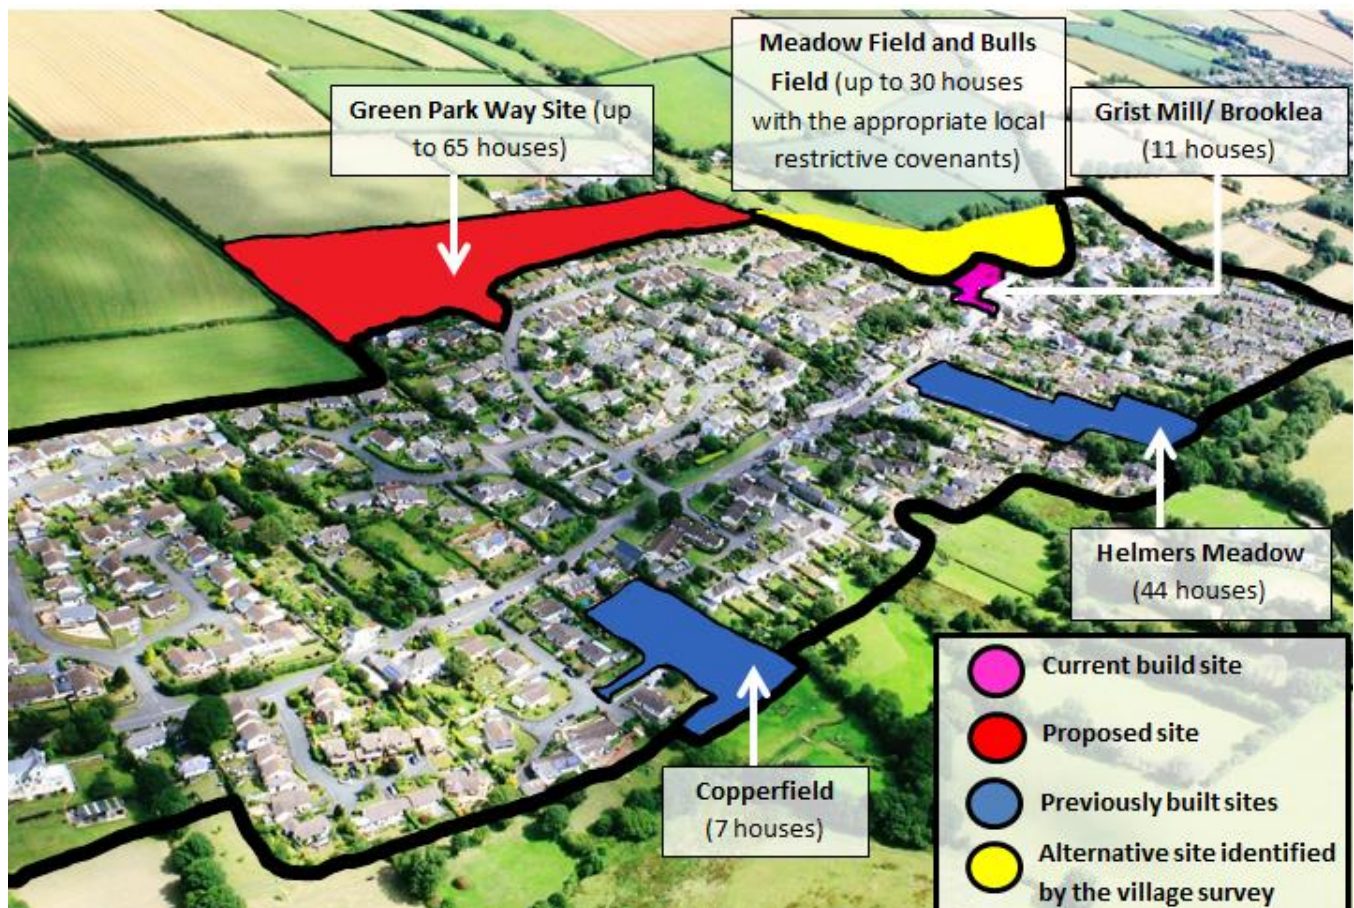 Meadow Field and Bulls
Field (up to 30 houses
with the appropriate local
restrictive covenants)
Green Park Way Site (up
to 65 houses)
Grist Mill/ Brooklea
(11 houses)
Helmers Meadow
(44 houses)
Copperfield
(7 houses)
Current build site
Proposed site
Previously built sites
Alternative site identified
by the village survey